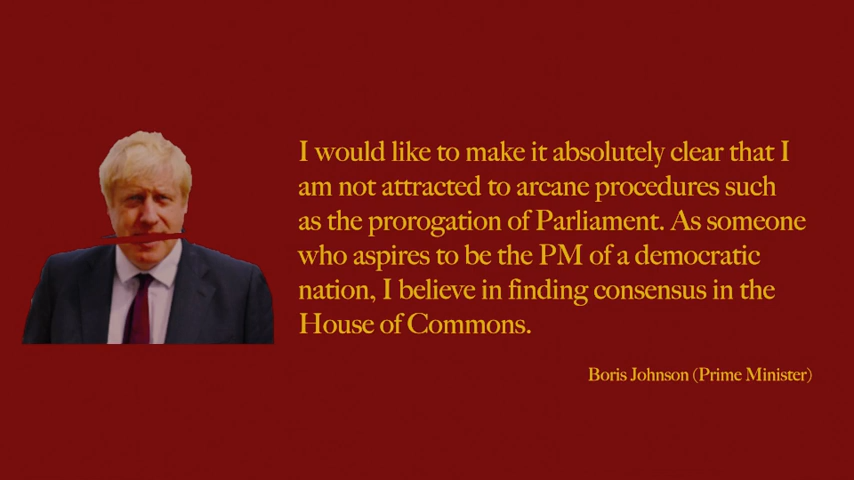 I would like to make it absolutely clear that I
am not attracted to arcane procedures such
as the prorogation of Parliament. As someone
who aspires to be the PM of a democratic
nation, I believe in finding consensus in the
House of Commons.
Boris Johnson (Prime Minister)